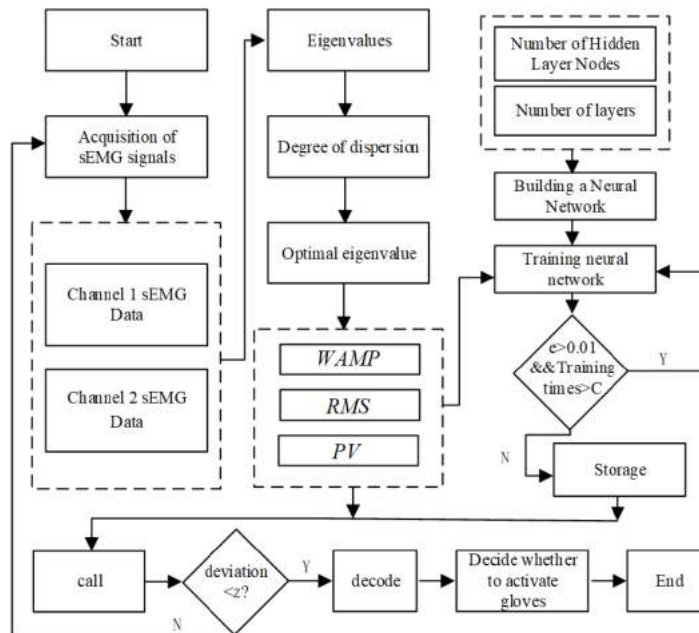 Start
Acquisition of
sEMG signals
Channel 1 sEMG
Data
Channel 2 sEMG
Data
Eigenvalues
Degree of dispersion
Optimal eigenvalue
WAMP
RMS
PV
Number of Hidden
Layer Nodes
Number of layers
Building a Neural
Network
Training neural
network
e>0.01
&&Training
times>C
Y
N
Storage
call
deviation
<z?
Y
N
decode
Decide whether
to activate
gloves
End